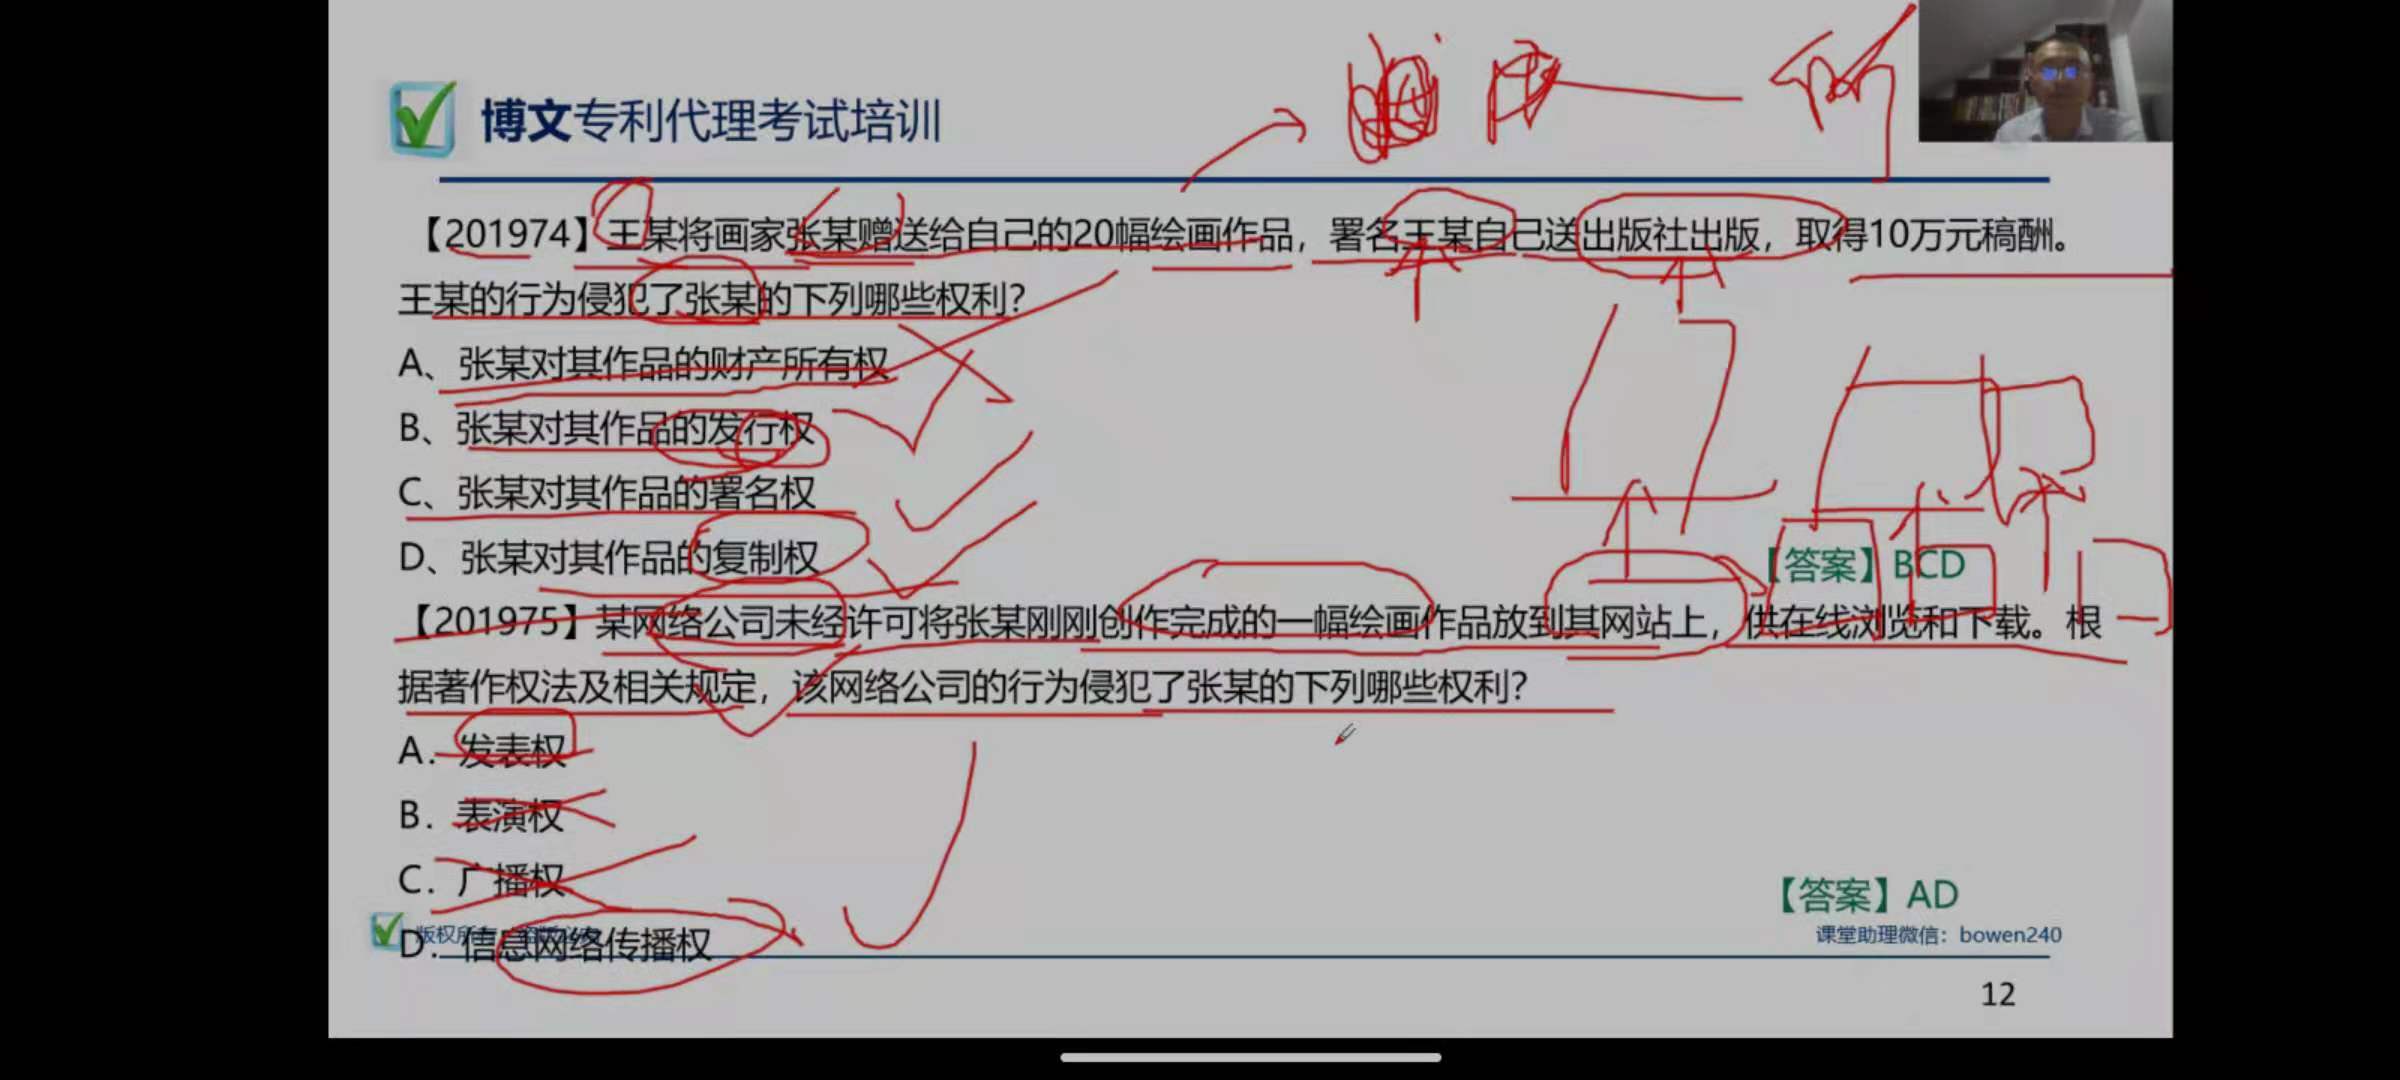 博文专利代理考试培训
【201974】王某将画家张某赠送给自己的20幅绘画作品，署名王某自己送出版社出版，取得10万元稿酬。
王某的行为侵犯了张某的下列哪些权利？
A、张某对其作品的财产所有权
B、张某对其作品的发行权
C、张某对其作品的署名权
D、张某对其作品的复制权
【答案】BCD
【201975】某网络公司未经许可将张某刚刚创作完成的一幅绘画作品放到其网站上，供在线浏览和下载。根
据著作权法及相关规定，该网络公司的行为侵犯了张某的下列哪些权利？
A．发表权
B．表演权
C．广播权
【答案】AD
D．信息网络传播权
版权所
课堂助理微信：bowen240
12